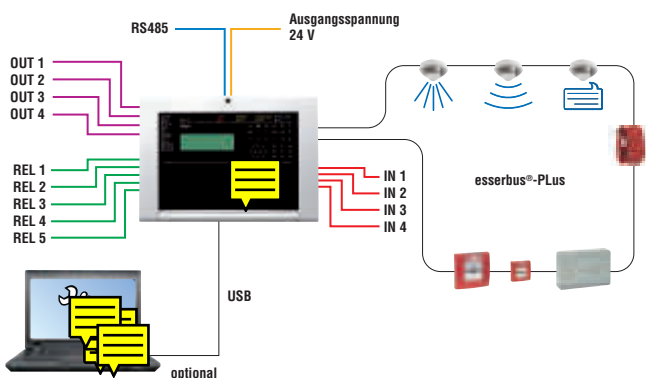 RS485
Ausgangsspannung
24 V
OUT 1
OUT 2
OUT 3
OUT 4
REL 1
REL 2
REL 3
REL 4
REL 5
IN 1
IN 2
IN 3
IN 4
esserbus®-PLus
USB
optional